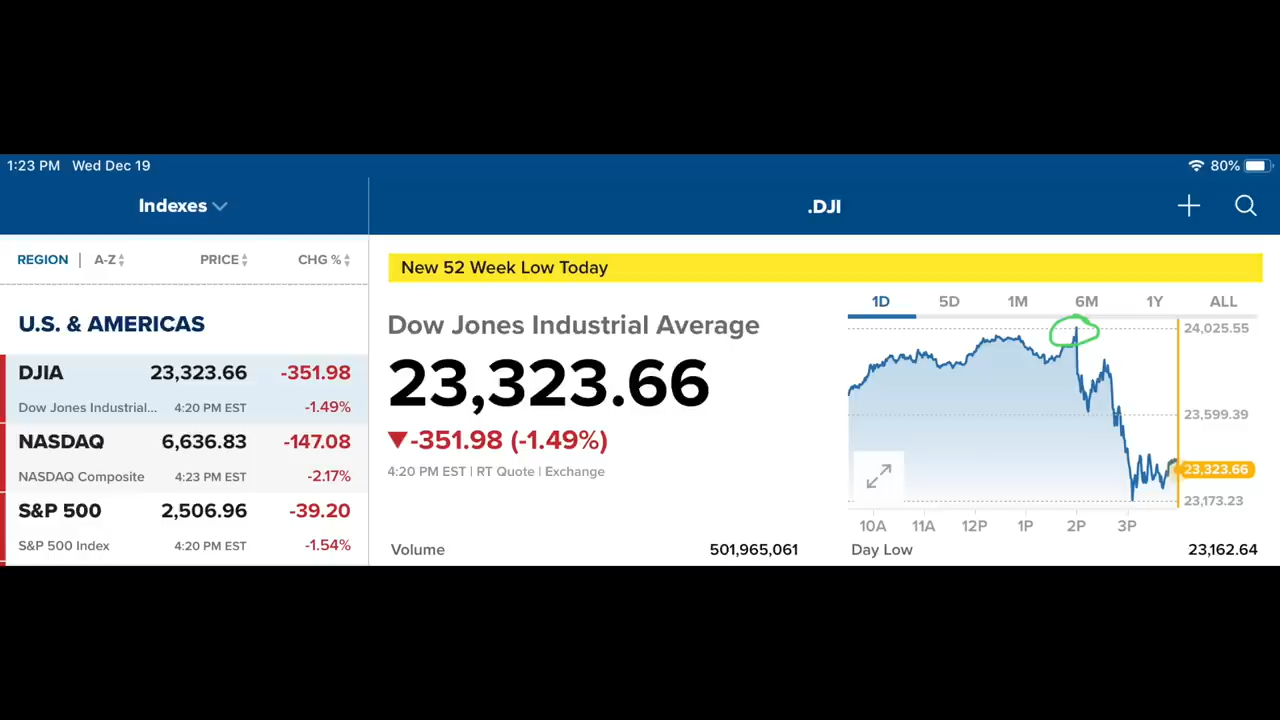 1:23 PM Wed Dec 19 80%
Indexes .DJI
REGION | A-Z PRICE CHG %
U.S. & AMERICAS
DJIA 23,323.66 -351.98
Dow Jones Industrial... 4:20 PM EST -1.49%
NASDAQ 6,636.83 -147.08
NASDAQ Composite 4:23 PM EST -2.17%
S&P 500 2,506.96 -39.20
S&P 500 Index 4:20 PM EST -1.54%
New 52 Week Low Today
Dow Jones Industrial Average
23,323.66
▼-351.98 (-1.49%)
4:20 PM EST | RT Quote | Exchange
Volume 501,965,061
1D 5D 1M 6M 1Y ALL
24,025.55
23,599.39
23,323.66
23,173.23
10A 11A 12P 1P 2P 3P
Day Low 23,162.64